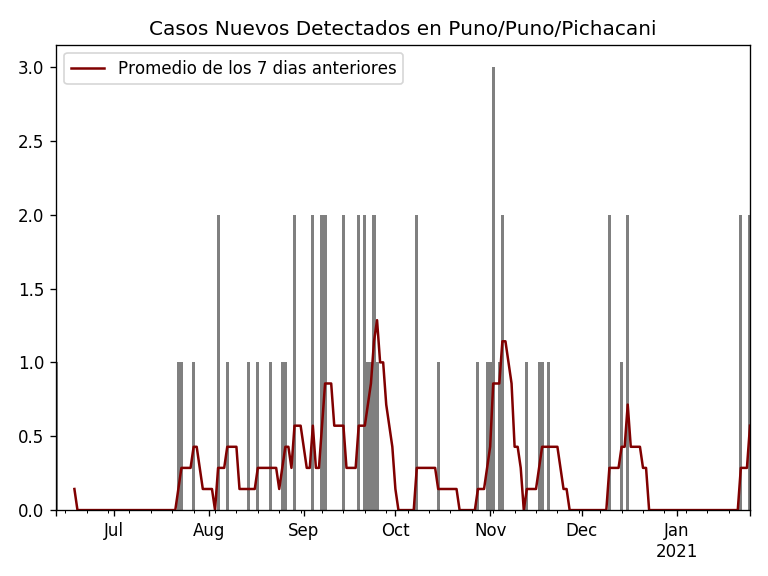 Casos Nuevos Detectados en Puno/Puno/Pichacani
Promedio de los 7 dias anteriores
3.0
2.5
2.0
1.5
1.0
0.5
0.0
Jul Aug Sep Oct Nov Dec Jan
2021